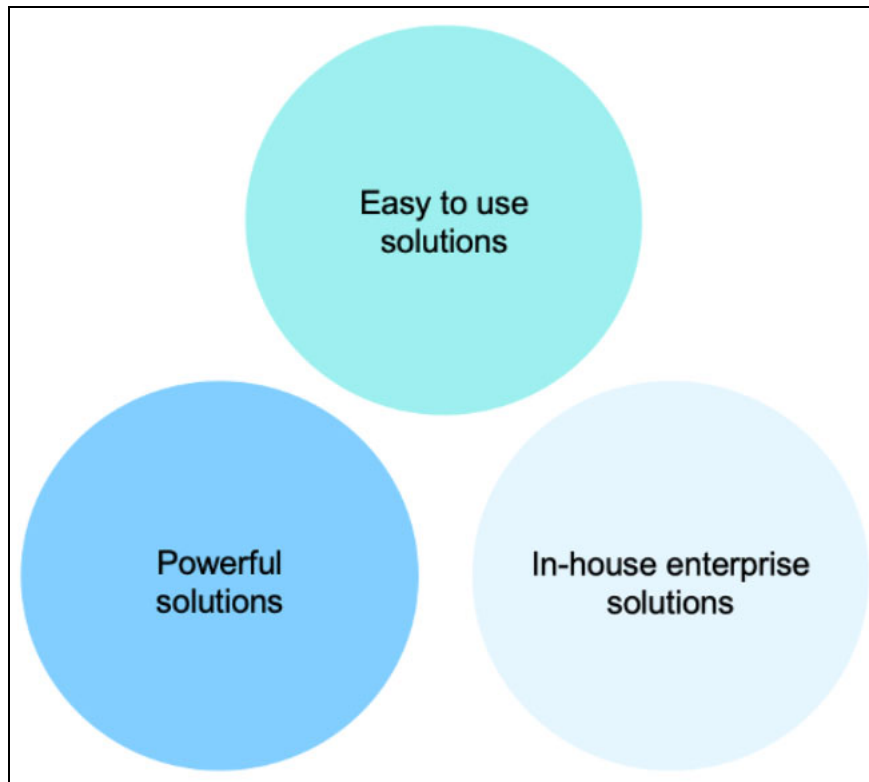 Easy to use
solutions
Powerful
solutions
In-house enterprise
solutions